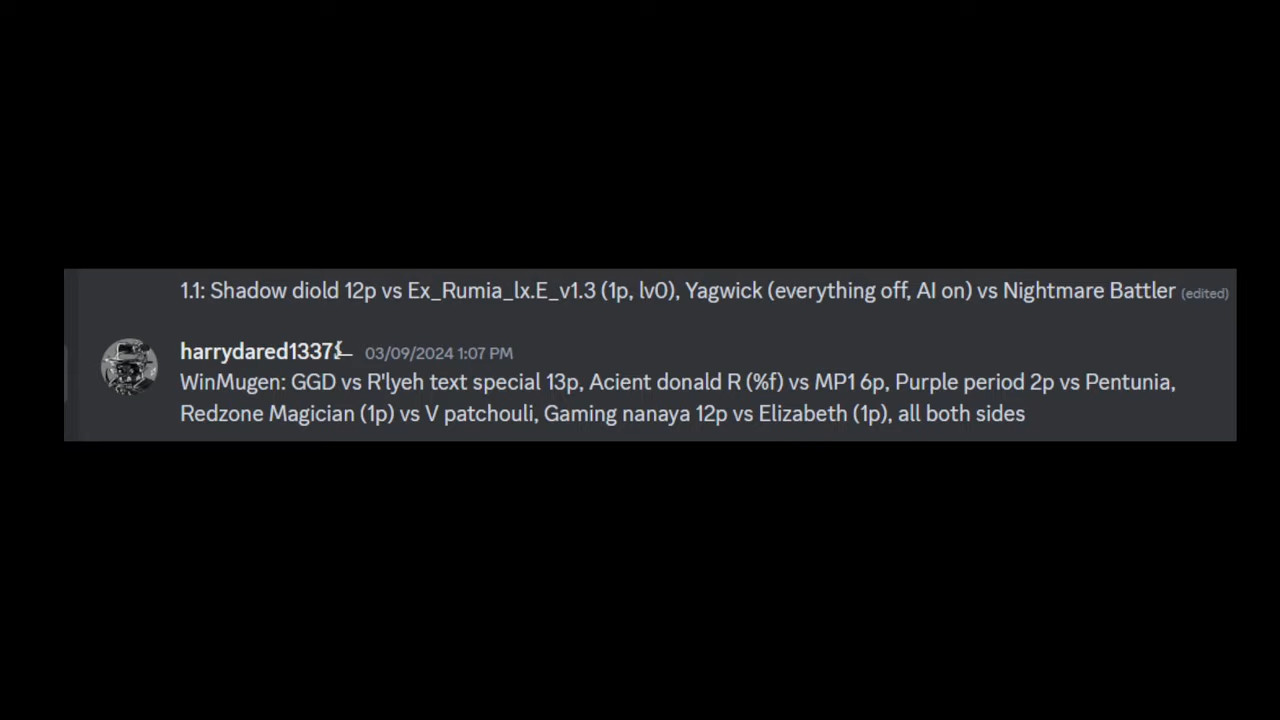 1.1: Shadow diold 12p vs Ex_Rumia_lx.E_v1.3 (1p, lv0), Yagwick (everything off, AI on) vs Nightmare Battler (edited)
harrydared1337 03/09/2024 1:07 PM
WinMugen: GGD vs R'lyeh text special 13p, Acient donald R (%f) vs MP1 6p, Purple period 2p vs Pentunia,
Redzone Magician (1p) vs V patchouli, Gaming nanaya 12p vs Elizabeth (1p), all both sides